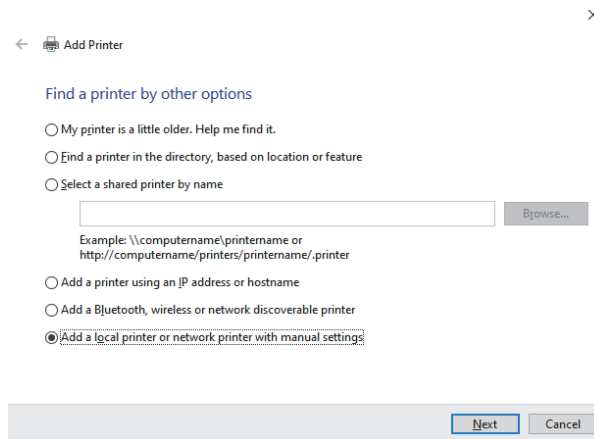 Add Printer
Find a printer by other options
My printer is a little older. Help me find it.
Find a printer in the directory, based on location or feature
Select a shared printer by name
Browse...
Example: \\computername\printername or
http://computername/printers/printername/.printer
Add a printer using an IP address or hostname
Add a Bluetooth, wireless or network discoverable printer
Add a local printer or network printer with manual settings
Next Cancel